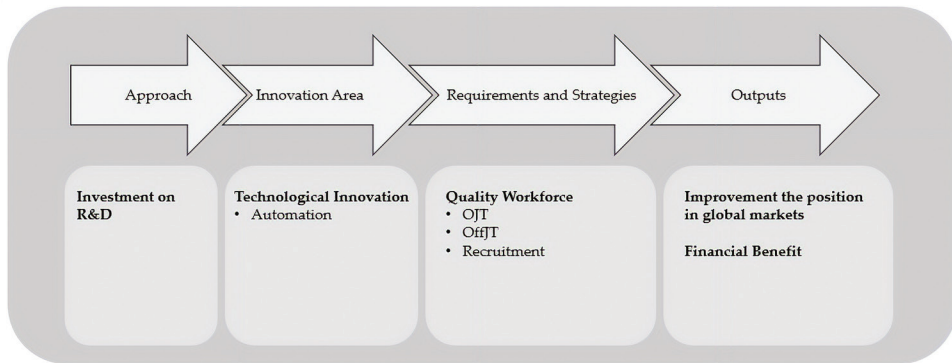 Approach
Innovation Area
Requirements and Strategies
Outputs
Investment on
R&D
Technological Innovation
• Automation
Quality Workforce
• OJT
• OffJT
• Recruitment
Improvement the position
in global markets
Financial Benefit